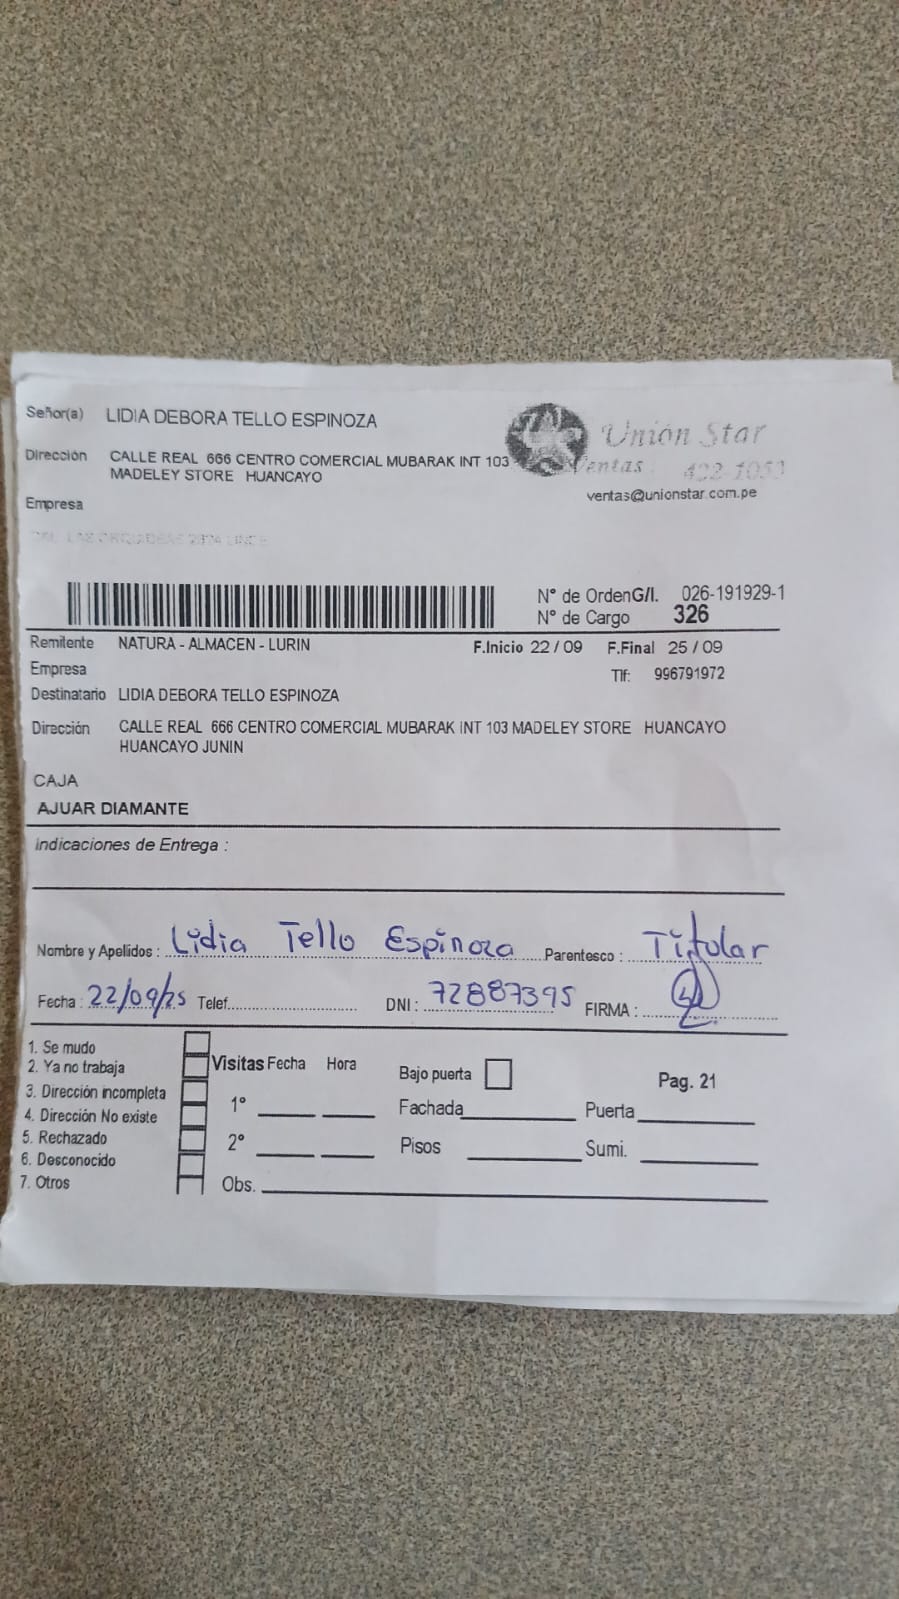 Señor(a) LIDIA DEBORA TELLO ESPINOZA
Dirección CALLE REAL 666 CENTRO COMERCIAL MUBARAK INT 103
MADELEY STORE HUANCAYO
Empresa
Union Star
Ventas 422-1053
ventas@unionstar.com.pe
N° de OrdenG/I. 026-191929-1
N° de Cargo 326
Remitente NATURA - ALMACEN - LURIN F.Inicio 22 / 09 F.Final 25 / 09
Empresa Tlf: 996791972
Destinatario LIDIA DEBORA TELLO ESPINOZA
Dirección CALLE REAL 666 CENTRO COMERCIAL MUBARAK INT 103 MADELEY STORE HUANCAYO
HUANCAYO JUNIN
CAJA
AJUAR DIAMANTE
Indicaciones de Entrega :
Nombre y Apellidos : Lidia Tello Espinoza Parentesco : Titular
Fecha : 22/09/25 Telef. DNI : 72887395 FIRMA :
1. Se mudo
2. Ya no trabaja
3. Dirección incompleta
4. Dirección No existe
5. Rechazado
6. Desconocido
7. Otros
Visitas Fecha Hora
1°
2°
Obs.
Bajo puerta Pag. 21
Fachada Puerta
Pisos Sumi.